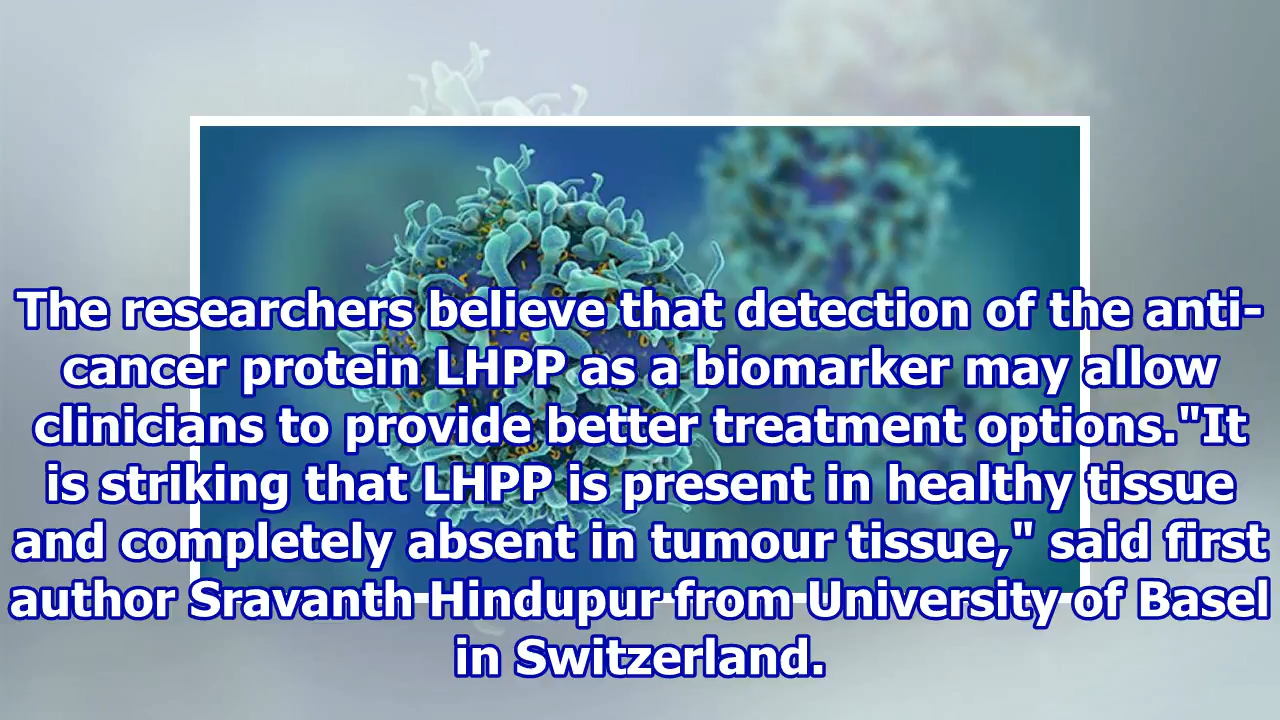 The researchers believe that detection of the anti-
cancer protein LHPP as a biomarker may allow
clinicians to provide better treatment options."It
is striking that LHPP is present in healthy tissue
and completely absent in tumour tissue," said first
author Sravanth Hindupur from University of Basel
in Switzerland.